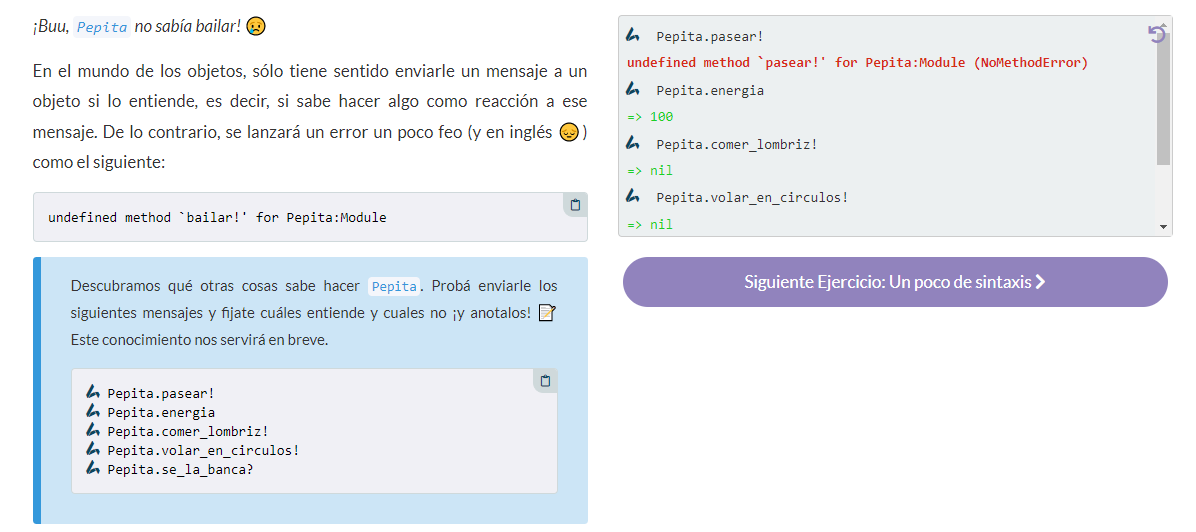 ¡Buu, Pepita no sabía bailar! 😥
En el mundo de los objetos, sólo tiene sentido enviarle un mensaje a un
objeto si lo entiende, es decir, si sabe hacer algo como reacción a ese
mensaje. De lo contrario, se lanzará un error un poco feo (y en inglés 😔)
como el siguiente:
undefined method `bailar!' for Pepita:Module
Descubramos qué otras cosas sabe hacer Pepita. Probá enviarle los
siguientes mensajes y fijate cuáles entiende y cuales no ¡y anotalos! 📝
Este conocimiento nos servirá en breve.
Pepita.pasear!
Pepita.energia
Pepita.comer_lombriz!
Pepita.volar_en_circulos!
Pepita.se_la_banca?
Pepita.pasear!
undefined method `pasear!' for Pepita:Module (NoMethodError)
Pepita.energia
=> 100
Pepita.comer_lombriz!
=> nil
Pepita.volar_en_circulos!
=> nil
Siguiente Ejercicio: Un poco de sintaxis